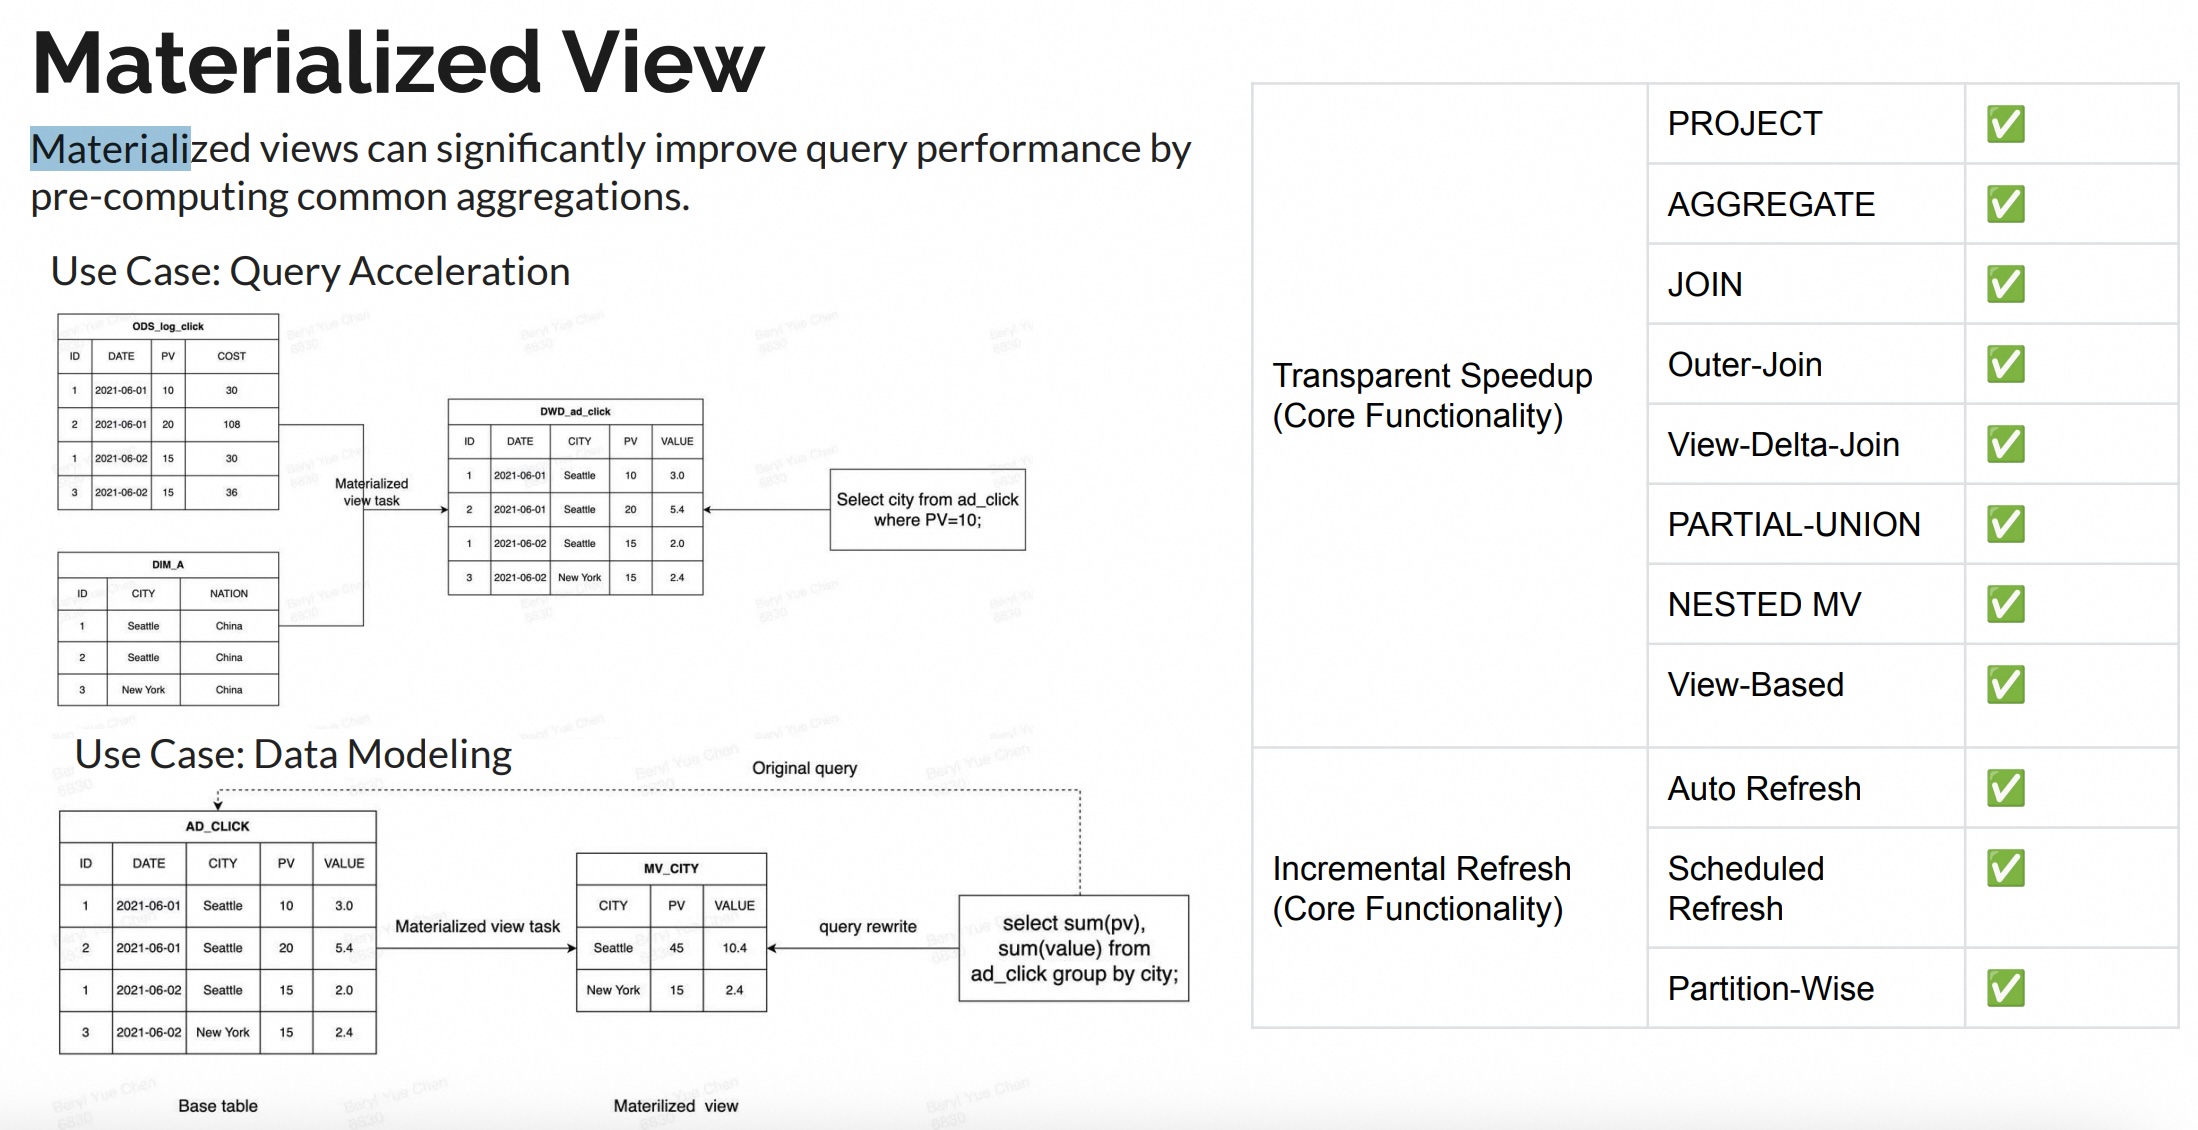 Materialized View
Materialized views can significantly improve query performance by
pre-computing common aggregations.
Use Case: Query Acceleration
ODS_log_click
ID DATE PV COST
1 2021-06-01 10 30
2 2021-06-01 20 108
1 2021-06-02 15 30
3 2021-06-02 15 36
DIM_A
ID CITY NATION
1 Seattle China
2 Seattle China
3 New York China
Materialized
view task
DWD_ad_click
ID DATE CITY PV VALUE
1 2021-06-01 Seattle 10 3.0
2 2021-06-01 Seattle 20 5.4
1 2021-06-02 Seattle 15 2.0
3 2021-06-02 New York 15 2.4
Select city from ad_click
where PV=10;
Use Case: Data Modeling
Original query
AD_CLICK
ID DATE CITY PV VALUE
1 2021-06-01 Seattle 10 3.0
2 2021-06-01 Seattle 20 5.4
1 2021-06-02 Seattle 15 2.0
3 2021-06-02 New York 15 2.4
Base table
Materialized view task
MV_CITY
CITY PV VALUE
Seattle 45 10.4
New York 15 2.4
Materilized view
query rewrite
select sum(pv),
sum(value) from
ad_click group by city;
Transparent Speedup
(Core Functionality)
PROJECT ✅
AGGREGATE ✅
JOIN ✅
Outer-Join ✅
View-Delta-Join ✅
PARTIAL-UNION ✅
NESTED MV ✅
View-Based ✅
Incremental Refresh
(Core Functionality)
Auto Refresh ✅
Scheduled ✅
Refresh
Partition-Wise ✅
Beryl Yue Chen
6830